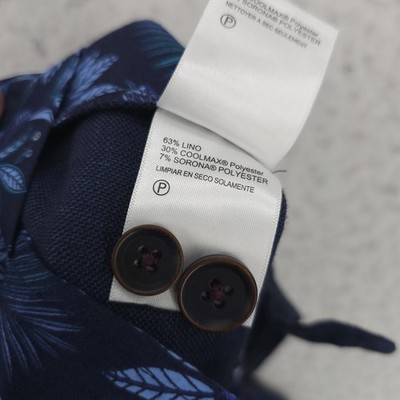 COOLMAX® Polyester
SORONA® POLYESTER
NETTOYER A SEC SEULEMENT
P
63% LINO
30% COOLMAX® Polyester
7% SORONA® POLYESTER
LIMPIAR EN SECO SOLAMENTE
P